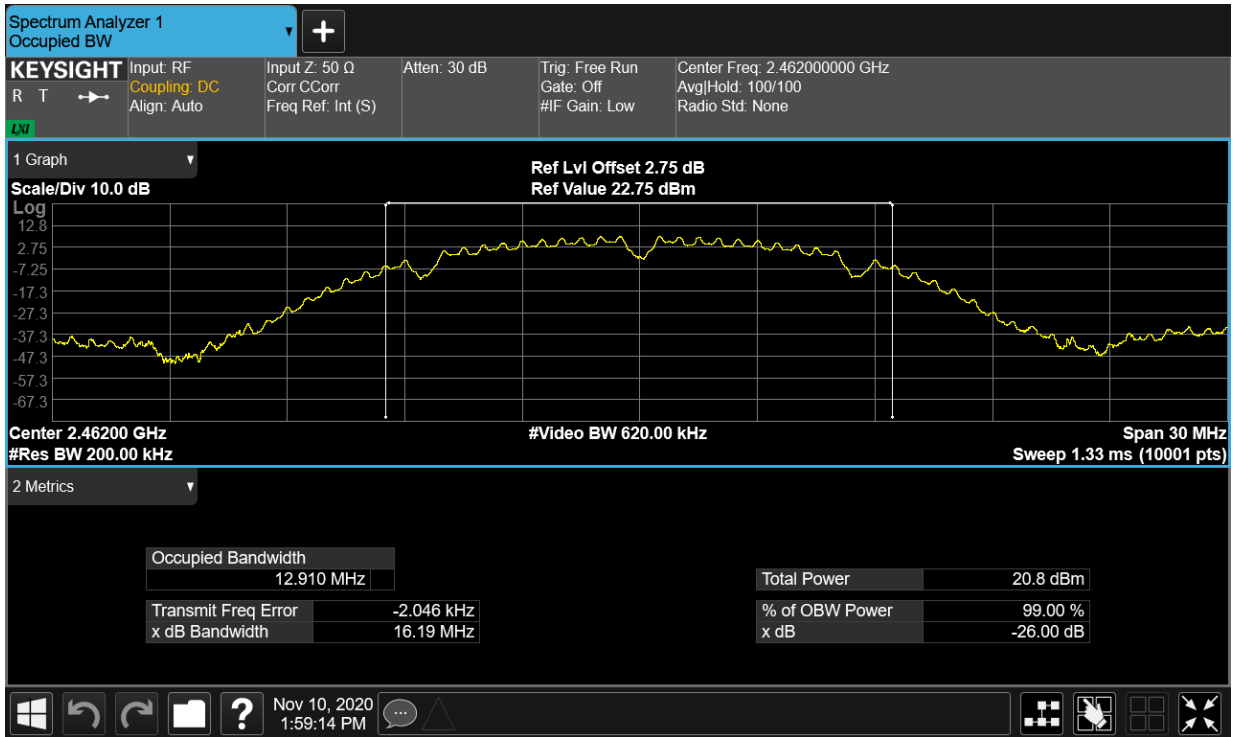 Spectrum Analyzer 1
Occupied BW
▼
+
KEYSIGHT
R T
LXI
Input: RF
Coupling: DC
Align: Auto
Input Z: 50 Ω
Corr CCorr
Freq Ref: Int (S)
Atten: 30 dB
Trig: Free Run
Gate: Off
#IF Gain: Low
Center Freq: 2.462000000 GHz
Avg|Hold: 100/100
Radio Std: None
1 Graph ▼
Scale/Div 10.0 dB
Ref Lvl Offset 2.75 dB
Ref Value 22.75 dBm
Log
12.8
2.75
-7.25
-17.3
-27.3
-37.3
-47.3
-57.3
-67.3
Center 2.46200 GHz
#Res BW 200.00 kHz
#Video BW 620.00 kHz
Span 30 MHz
Sweep 1.33 ms (10001 pts)
2 Metrics ▼
Occupied Bandwidth
12.910 MHz
Transmit Freq Error -2.046 kHz
x dB Bandwidth 16.19 MHz
Total Power 20.8 dBm
% of OBW Power 99.00 %
x dB -26.00 dB
?
Nov 10, 2020
1:59:14 PM